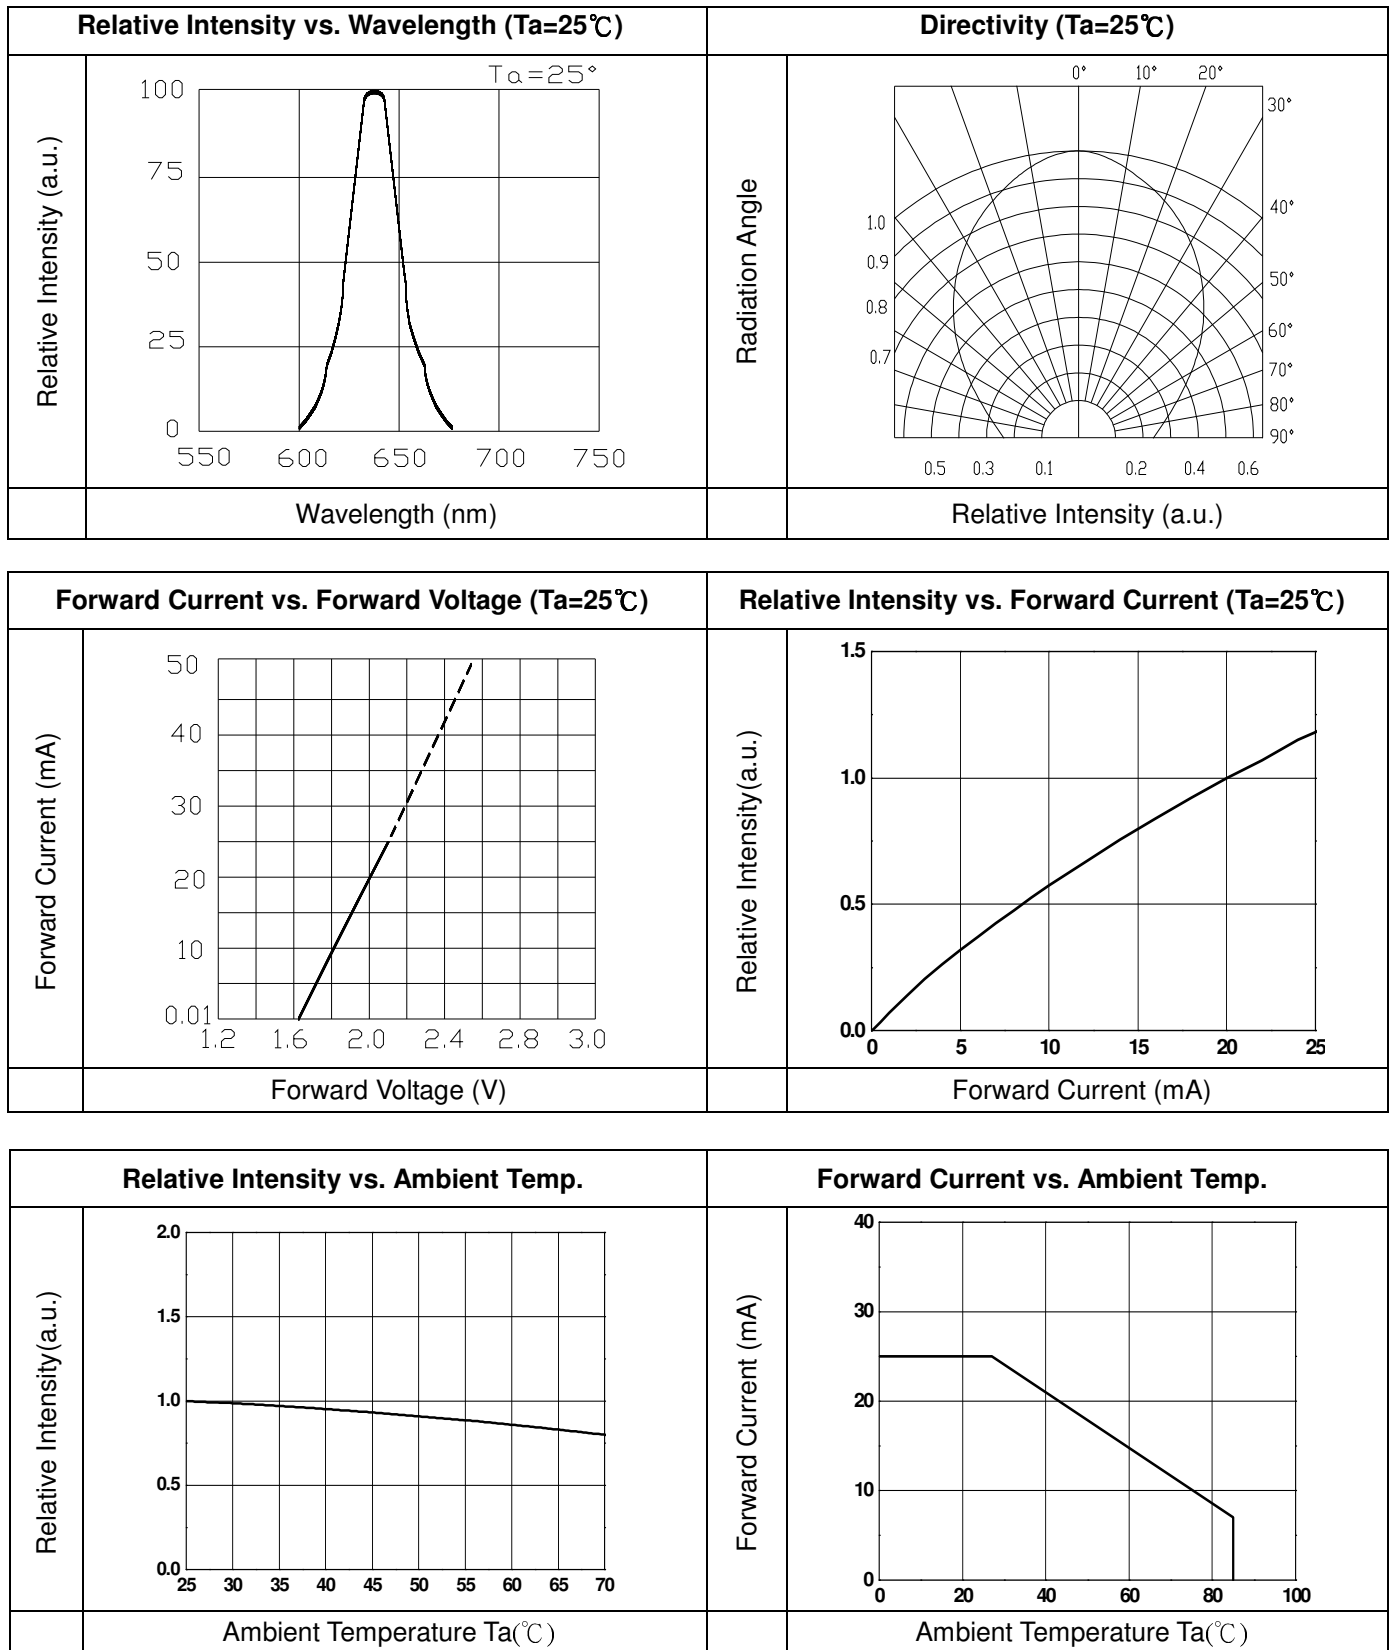 Relative Intensity vs. Wavelength (Ta=25℃)
Directivity (Ta=25℃)
Relative Intensity (a.u.)
Ta=25°
100
75
50
25
0
550 600 650 700 750
Wavelength (nm)
Radiation Angle
0° 10° 20°
30°
40°
50°
60°
70°
80°
90°
1.0
0.9
0.8
0.7
0.5 0.3 0.1 0.2 0.4 0.6
Relative Intensity (a.u.)
Forward Current vs. Forward Voltage (Ta=25℃)
Relative Intensity vs. Forward Current (Ta=25℃)
Forward Current (mA)
50
40
30
20
10
0.01
1.2 1.6 2.0 2.4 2.8 3.0
Forward Voltage (V)
Relative Intensity(a.u.)
1.5
1.0
0.5
0.0
0 5 10 15 20 25
Forward Current (mA)
Relative Intensity vs. Ambient Temp.
Forward Current vs. Ambient Temp.
Relative Intensity(a.u.)
2.0
1.5
1.0
0.5
0.0
25 30 35 40 45 50 55 60 65 70
Ambient Temperature Ta(℃)
Forward Current (mA)
40
30
20
10
0
0 20 40 60 80 100
Ambient Temperature Ta(℃)